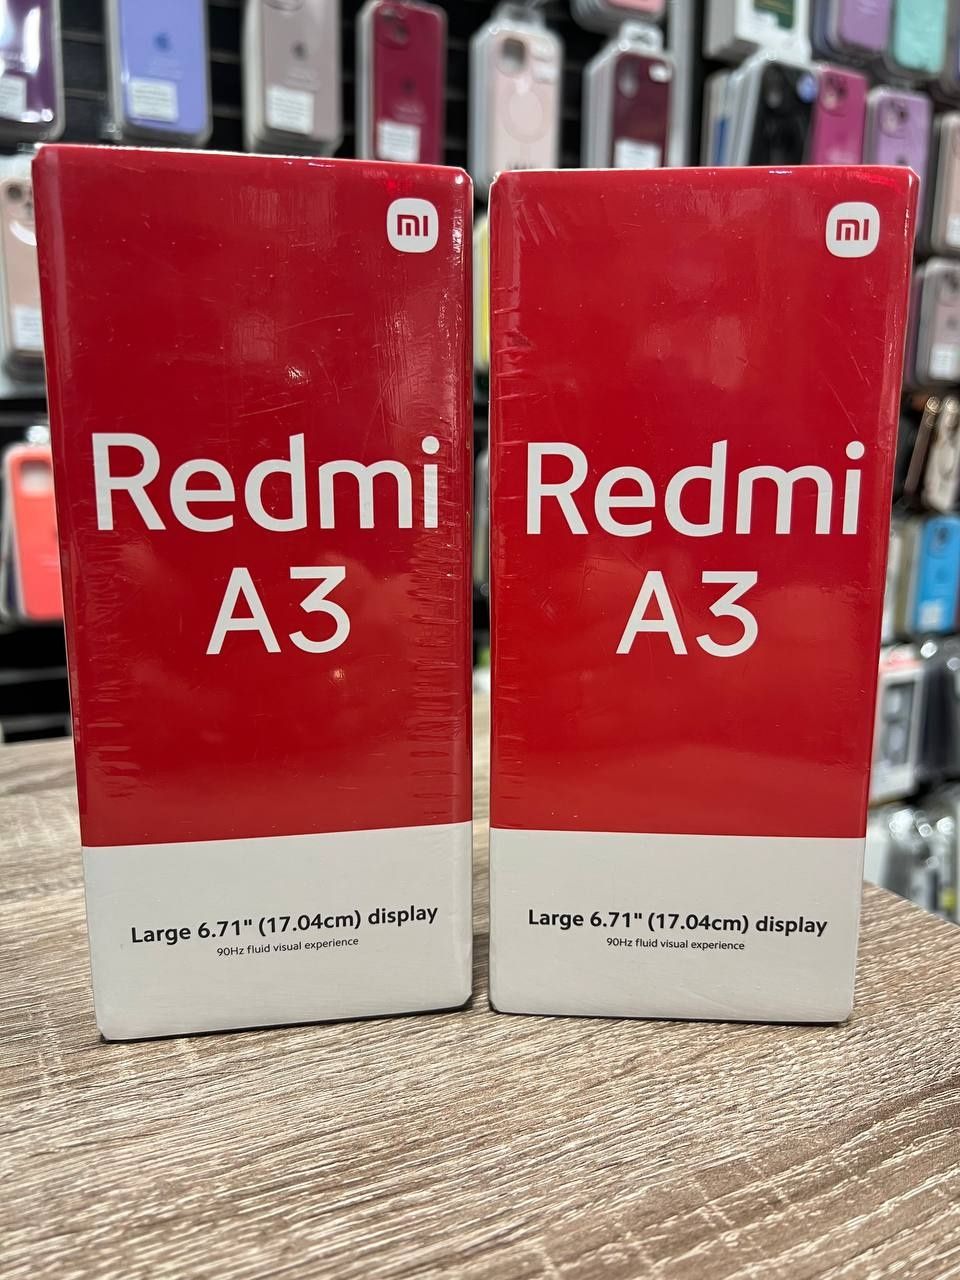 mi
Redmi
A3
Large 6.71" (17.04cm) display
90Hz fluid visual experience
mi
Redmi
A3
Large 6.71" (17.04cm) display
90Hz fluid visual experience